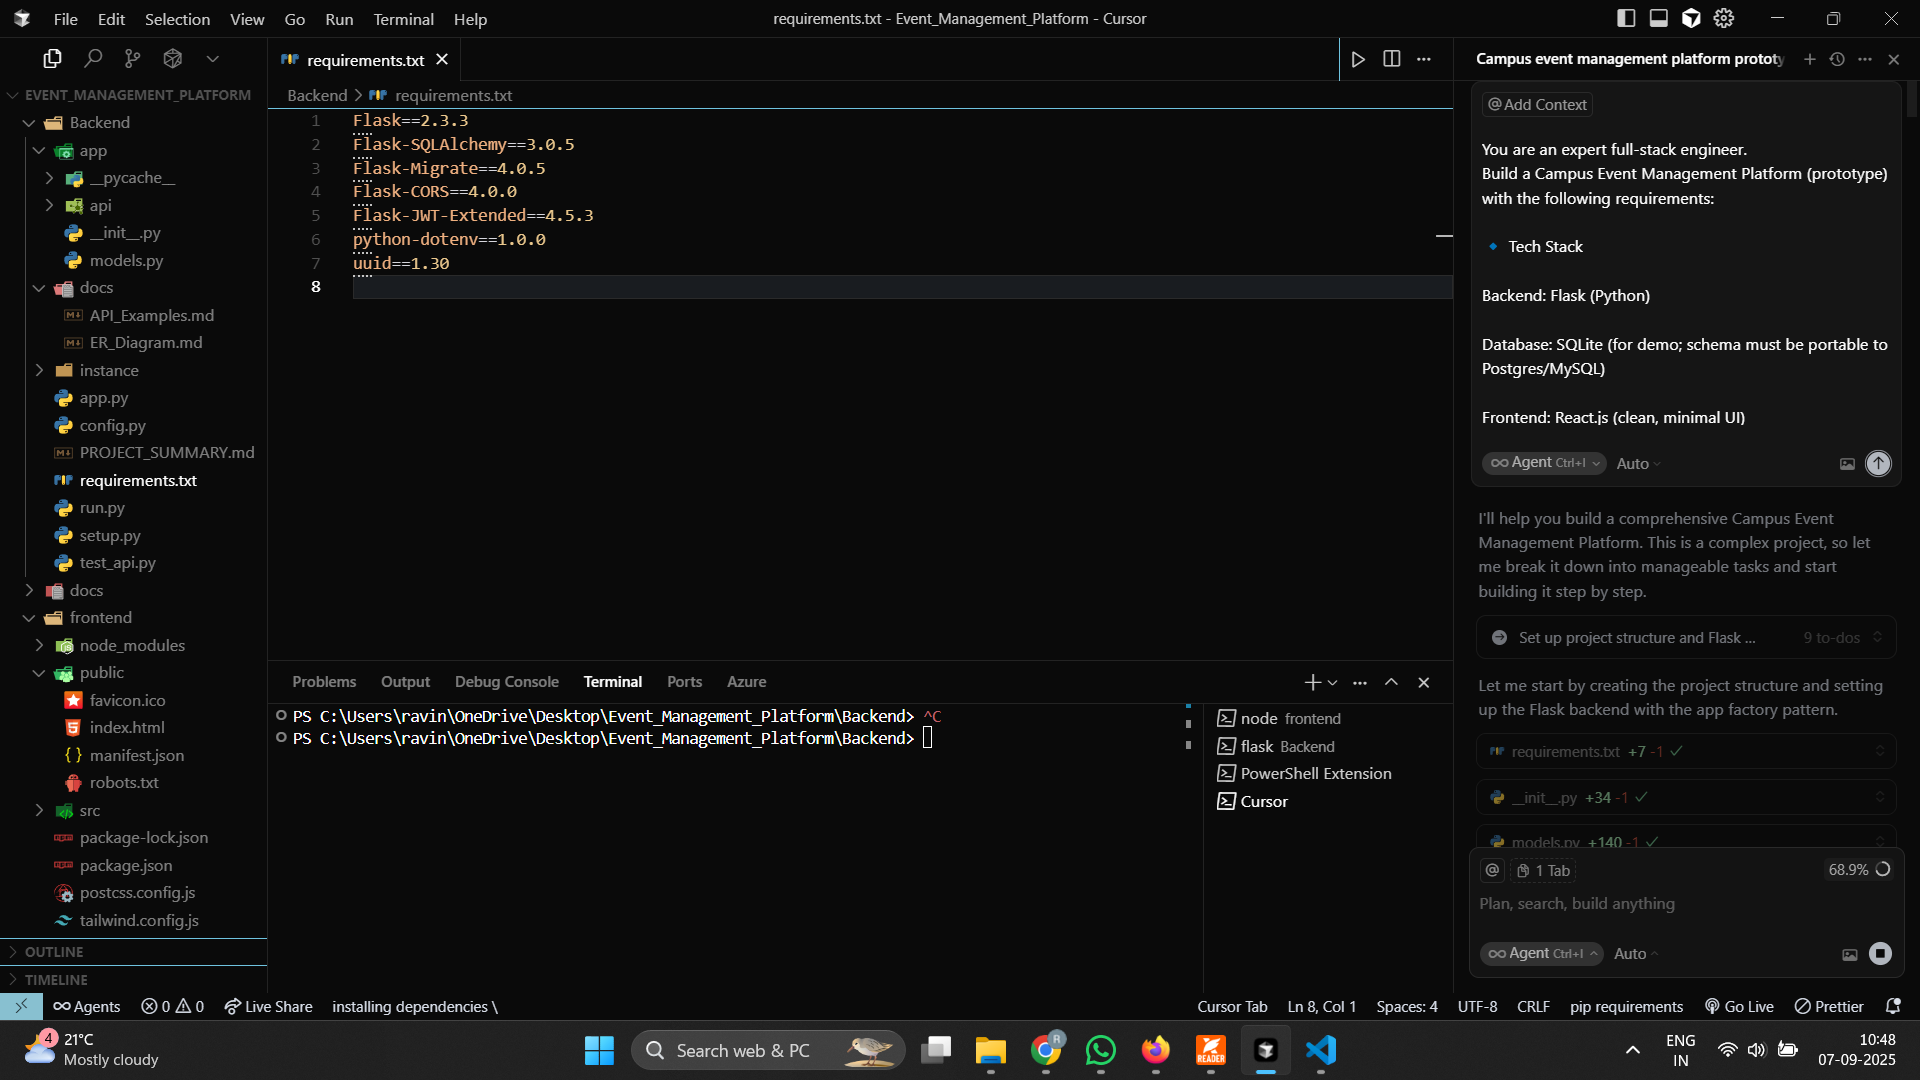 File Edit Selection View Go Run Terminal Help
requirements.txt - Event_Management_Platform - Cursor
requirements.txt
Campus event management platform prototy
EVENT_MANAGEMENT_PLATFORM
Backend
app
__pycache__
api
__init__.py
models.py
docs
API_Examples.md
ER_Diagram.md
instance
app.py
config.py
PROJECT_SUMMARY.md
requirements.txt
run.py
setup.py
test_api.py
docs
frontend
node_modules
public
favicon.ico
index.html
manifest.json
robots.txt
src
package-lock.json
package.json
postcss.config.js
tailwind.config.js
OUTLINE
TIMELINE
Backend > requirements.txt
1 Flask==2.3.3
2 Flask-SQLAlchemy==3.0.5
3 Flask-Migrate==4.0.5
4 Flask-CORS==4.0.0
5 Flask-JWT-Extended==4.5.3
6 python-dotenv==1.0.0
7 uuid==1.30
8
Problems Output Debug Console Terminal Ports Azure
PS C:\Users\ravin\OneDrive\Desktop\Event_Management_Platform\Backend> ^C
PS C:\Users\ravin\OneDrive\Desktop\Event_Management_Platform\Backend>
node frontend
flask Backend
PowerShell Extension
Cursor
@ Add Context
You are an expert full-stack engineer.
Build a Campus Event Management Platform (prototype)
with the following requirements:
Tech Stack
Backend: Flask (Python)
Database: SQLite (for demo; schema must be portable to
Postgres/MySQL)
Frontend: React.js (clean, minimal UI)
Agent Ctrl+I Auto
I'll help you build a comprehensive Campus Event
Management Platform. This is a complex project, so let
me break it down into manageable tasks and start
building it step by step.
Set up project structure and Flask ... 9 to-dos
Let me start by creating the project structure and setting
up the Flask backend with the app factory pattern.
requirements.txt +7 -1
__init__.py +34 -1
models.py +140 -1
@ 1 Tab 68.9%
Plan, search, build anything
Agent Ctrl+I Auto
Agents 0 0 Live Share installing dependencies \
Cursor Tab Ln 8, Col 1 Spaces: 4 UTF-8 CRLF pip requirements Go Live Prettier
4 21°C
Mostly cloudy
Search web & PC
R
READER
ENG
IN
10:48
07-09-2025